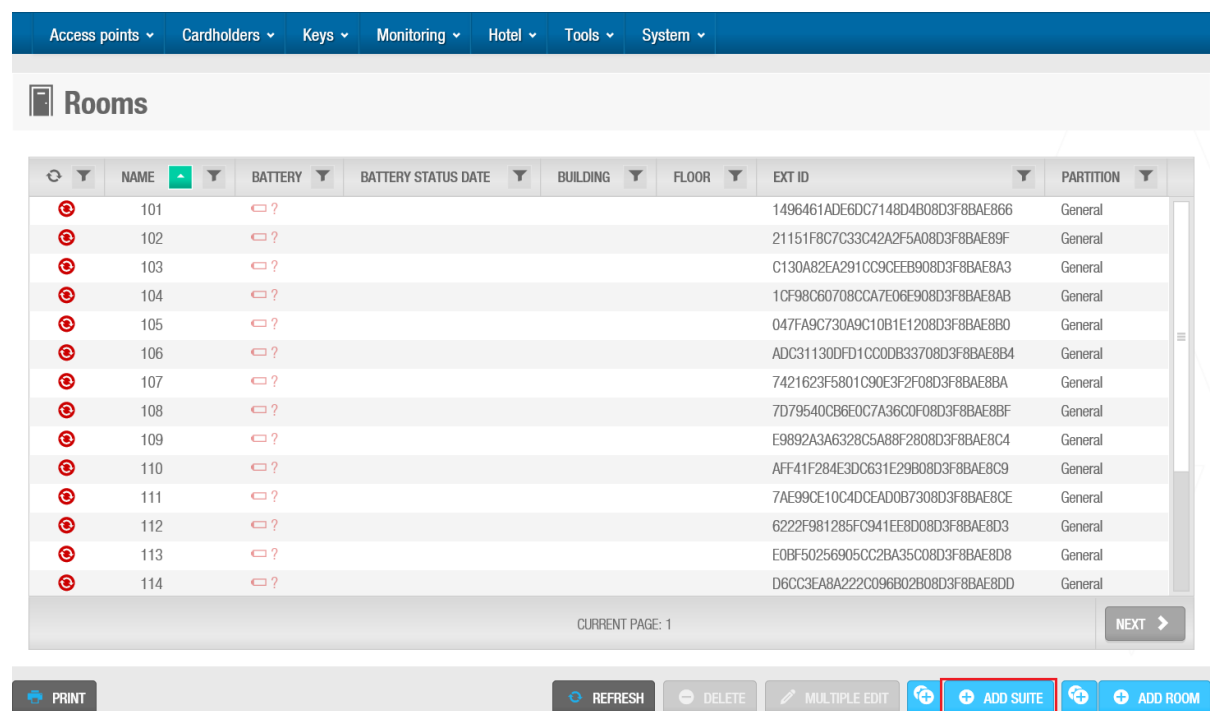 Access points Cardholders Keys Monitoring Hotel Tools System
Rooms
NAME BATTERY BATTERY STATUS DATE BUILDING FLOOR EXT ID PARTITION
101 ? 1496461ADE6DC7148D4B08D3F8BAE866 General
102 ? 21151F8C7C33C42A2F5A08D3F8BAE89F General
103 ? C130A82EA291CC9CEEB908D3F8BAE8A3 General
104 ? 1CF98C60708CCA7E06E908D3F8BAE8AB General
105 ? 047FA9C730A9C10B1E1208D3F8BAE8B0 General
106 ? ADC31130DFD1CC0DB33708D3F8BAE8B4 General
107 ? 7421623F5801C90E3F2F08D3F8BAE8BA General
108 ? 7D79540CB6E0C7A36C0F08D3F8BAE8BF General
109 ? E9892A3A6328C5A88F2808D3F8BAE8C4 General
110 ? AFF41F284E3DC631E29B08D3F8BAE8C9 General
111 ? 7AE99CE10C4DCEAD0B7308D3F8BAE8CE General
112 ? 6222F981285FC941EE8D08D3F8BAE8D3 General
113 ? E0BF50256905CC2BA35C08D3F8BAE8D8 General
114 ? D6CC3EA8A222C096B02B08D3F8BAE8DD General
CURRENT PAGE: 1 NEXT
PRINT REFRESH DELETE MULTIPLE EDIT ADD SUITE ADD ROOM